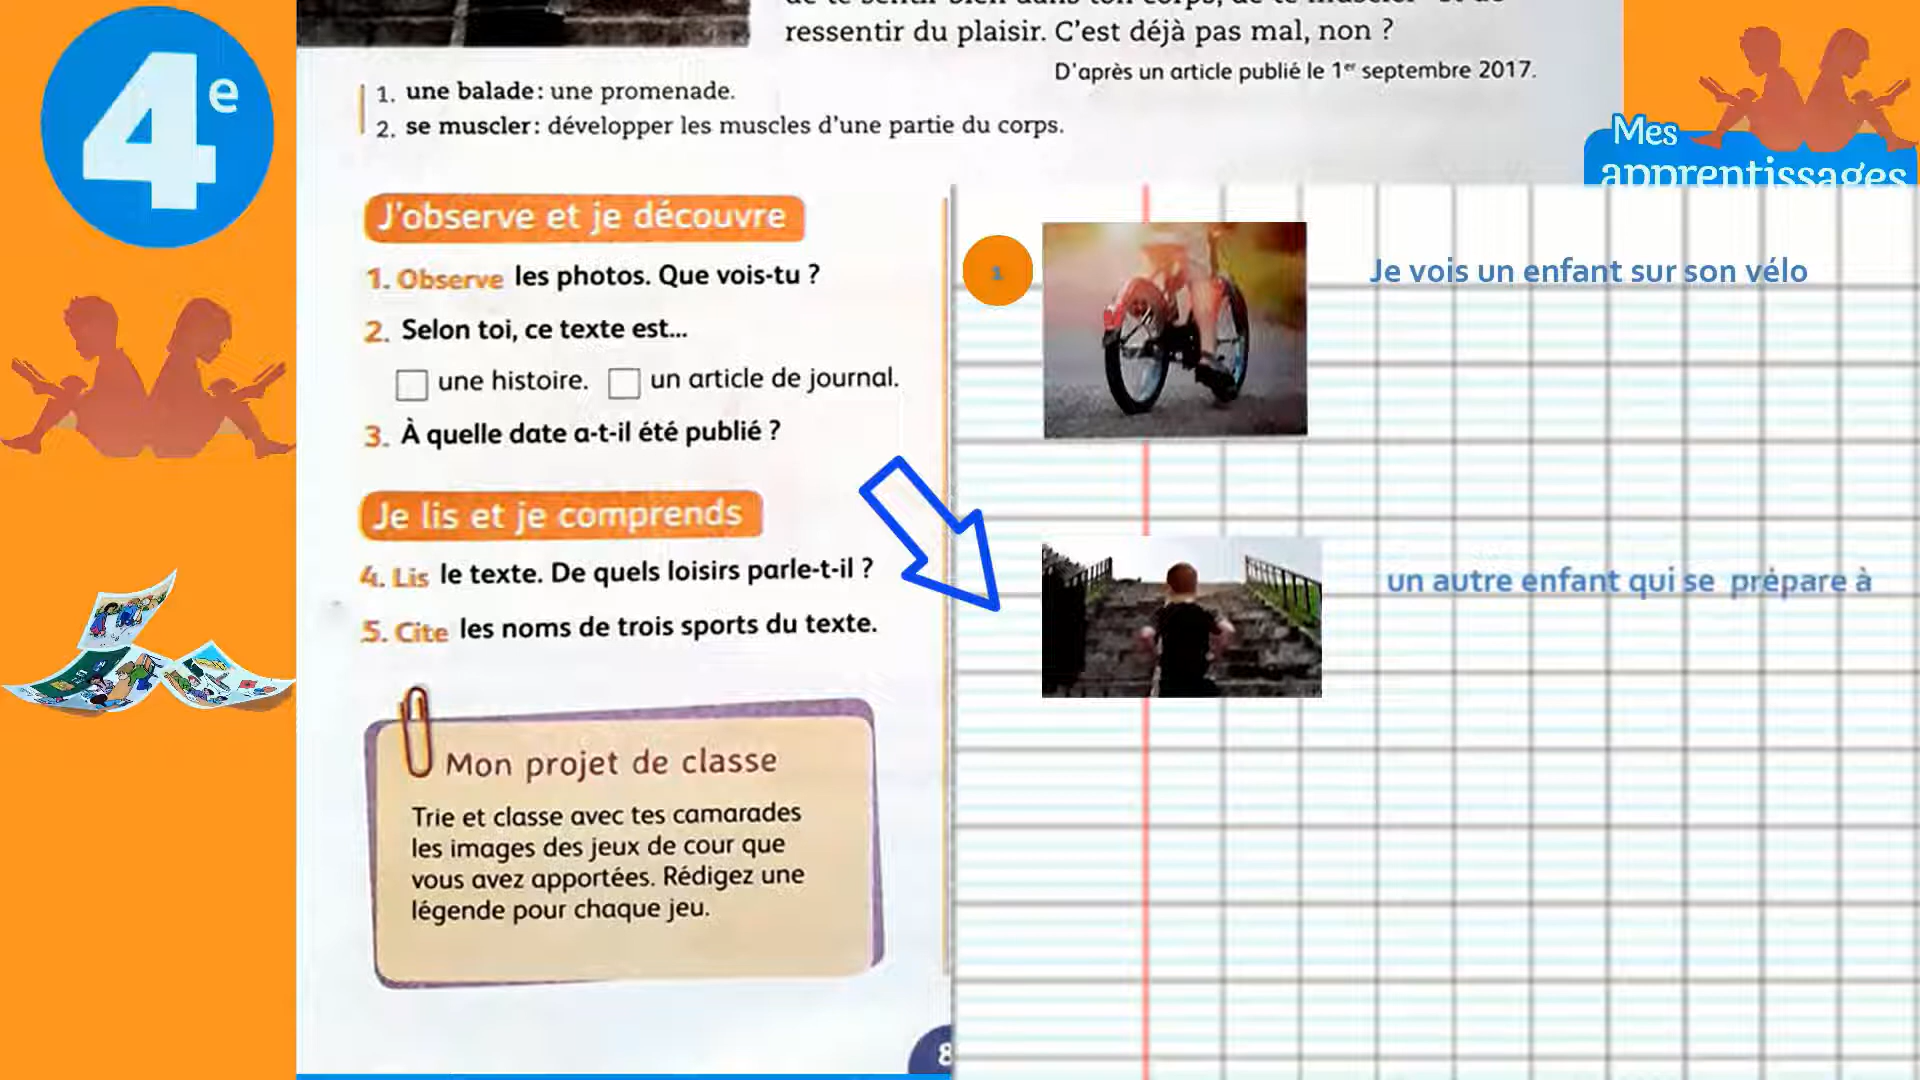 4e
ressentir du plaisir. C'est déjà pas mal, non ?
D'après un article publié le 1er septembre 2017.
1. une balade : une promenade.
2. se muscler : développer les muscles d'une partie du corps.
Mes
apprentissages
J'observe et je découvre
1. Observe les photos. Que vois-tu ?
2. Selon toi, ce texte est...
une histoire. un article de journal.
3. À quelle date a-t-il été publié ?
Je lis et je comprends
4. Lis le texte. De quels loisirs parle-t-il ?
5. Cite les noms de trois sports du texte.
Mon projet de classe
Trie et classe avec tes camarades
les images des jeux de cour que
vous avez apportées. Rédigez une
légende pour chaque jeu.
8
1
Je vois un enfant sur son vélo
un autre enfant qui se prépare à